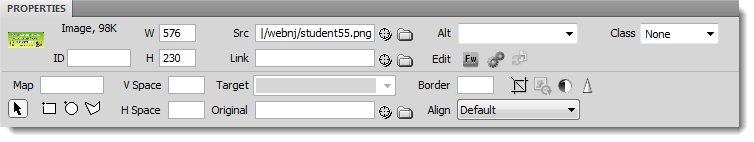 PROPERTIES
Image, 98K
W 576 Src |/webnj/student55.png Alt Class None
ID H 230 Link Edit Fw
Map V Space Target Border
H Space Original Align Default